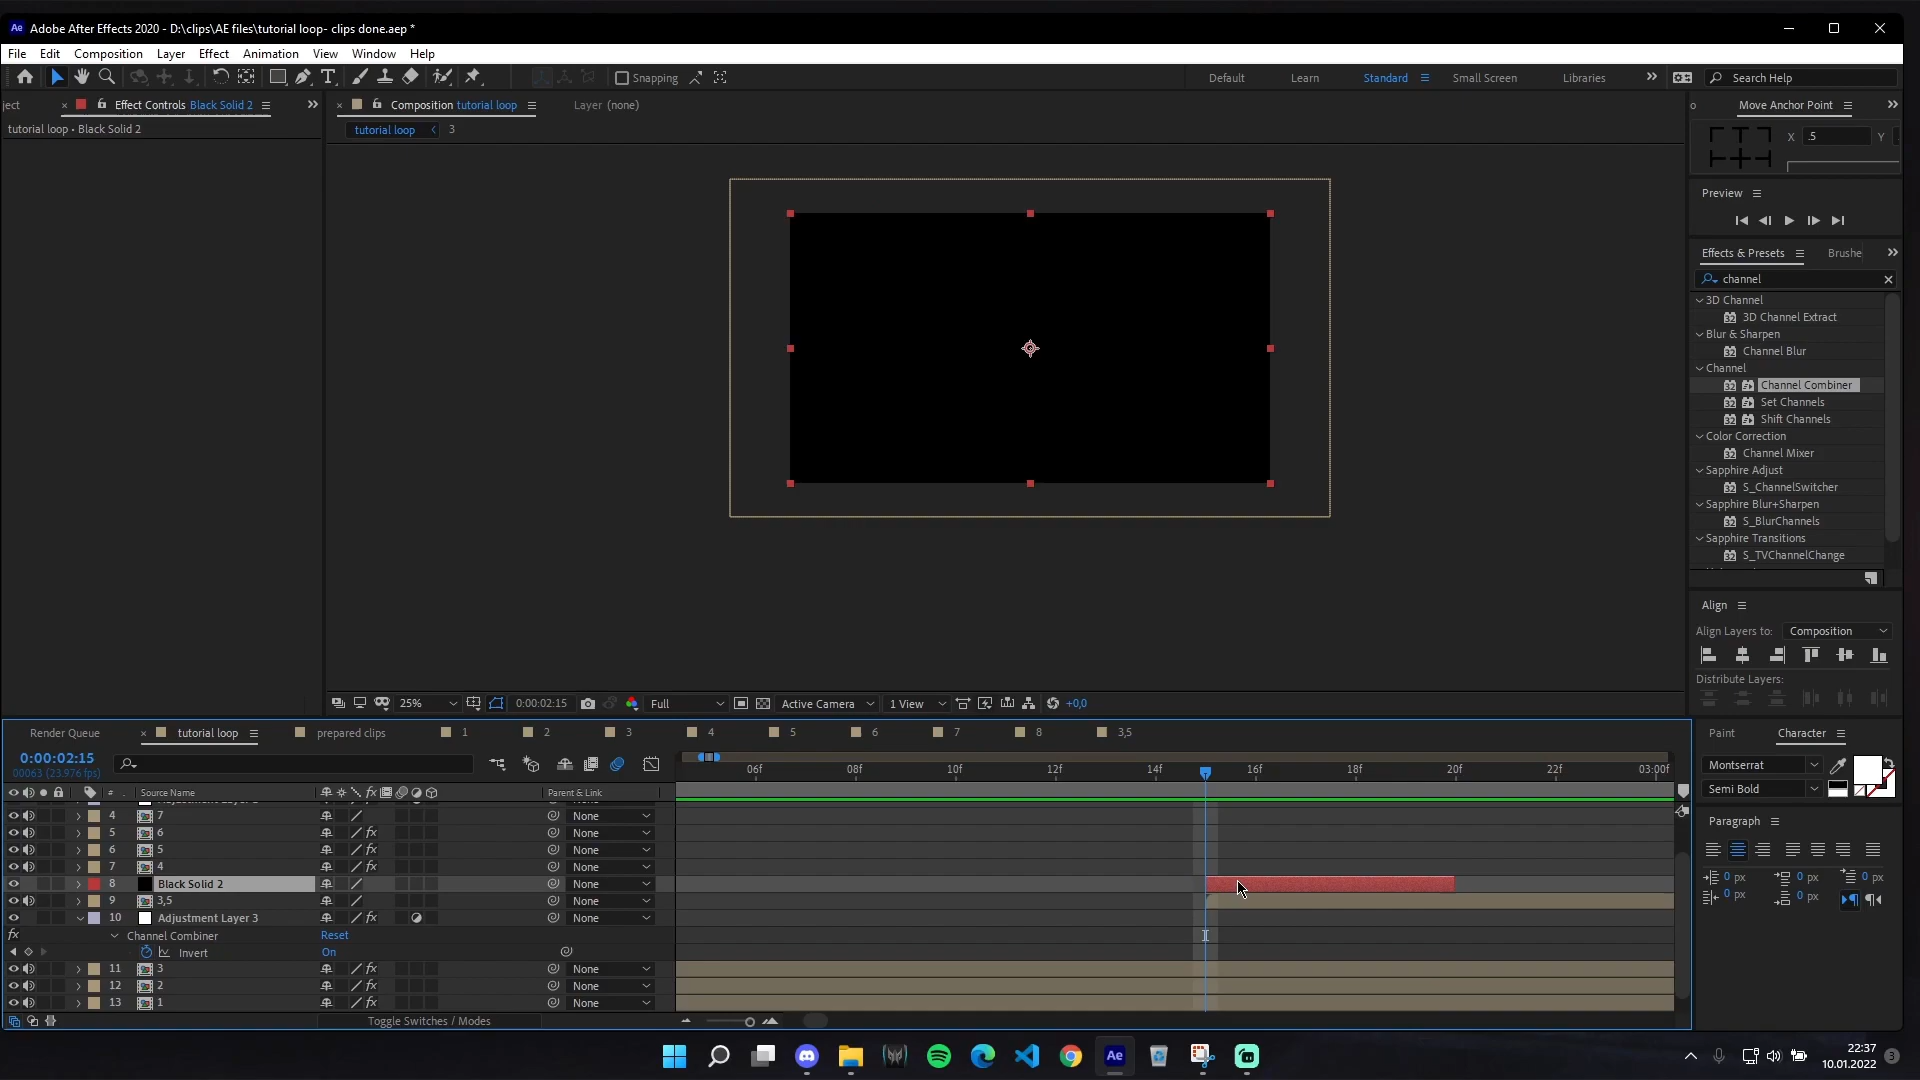 Adobe After Effects 2020 - D:\clips\AE files\tutorial loop- clips done.aep *
File Edit Composition Layer Effect Animation View Window Help
Snapping
Default Learn Standard Small Screen Libraries
Search Help
ject Effect Controls Black Solid 2
Composition tutorial loop
Layer (none)
Move Anchor Point
tutorial loop • Black Solid 2
tutorial loop 3
X .5 Y
Preview
Effects & Presets Brushe
channel
3D Channel
3D Channel Extract
Blur & Sharpen
Channel Blur
Channel
Channel Combiner
Set Channels
Shift Channels
Color Correction
Channel Mixer
Sapphire Adjust
S_ChannelSwitcher
Sapphire Blur+Sharpen
S_BlurChannels
Sapphire Transitions
S_TVChannelChange
Align
Align Layers to: Composition
Distribute Layers:
25% 0:00:02:15 Full Active Camera 1 View +0,0
Render Queue tutorial loop prepared clips 1 2 3 4 5 6 7 8 3,5
Paint Character
0:00:02:15
00063 (23.976 fps)
06f 08f 10f 12f 14f 16f 18f 20f 22f 03:00f
Montserrat
Semi Bold
# Source Name Parent & Link
4 7 None
5 6 fx None
6 5 fx None
7 4 fx None
8 Black Solid 2 None
9 3,5 None
10 Adjustment Layer 3 fx None
fx Channel Combiner Reset
Invert On
11 3 fx None
12 2 fx None
13 1 fx None
Toggle Switches / Modes
Paragraph
0 px 0 px 0 px
0 px 0 px
Ae
22:37
10.01.2022
3